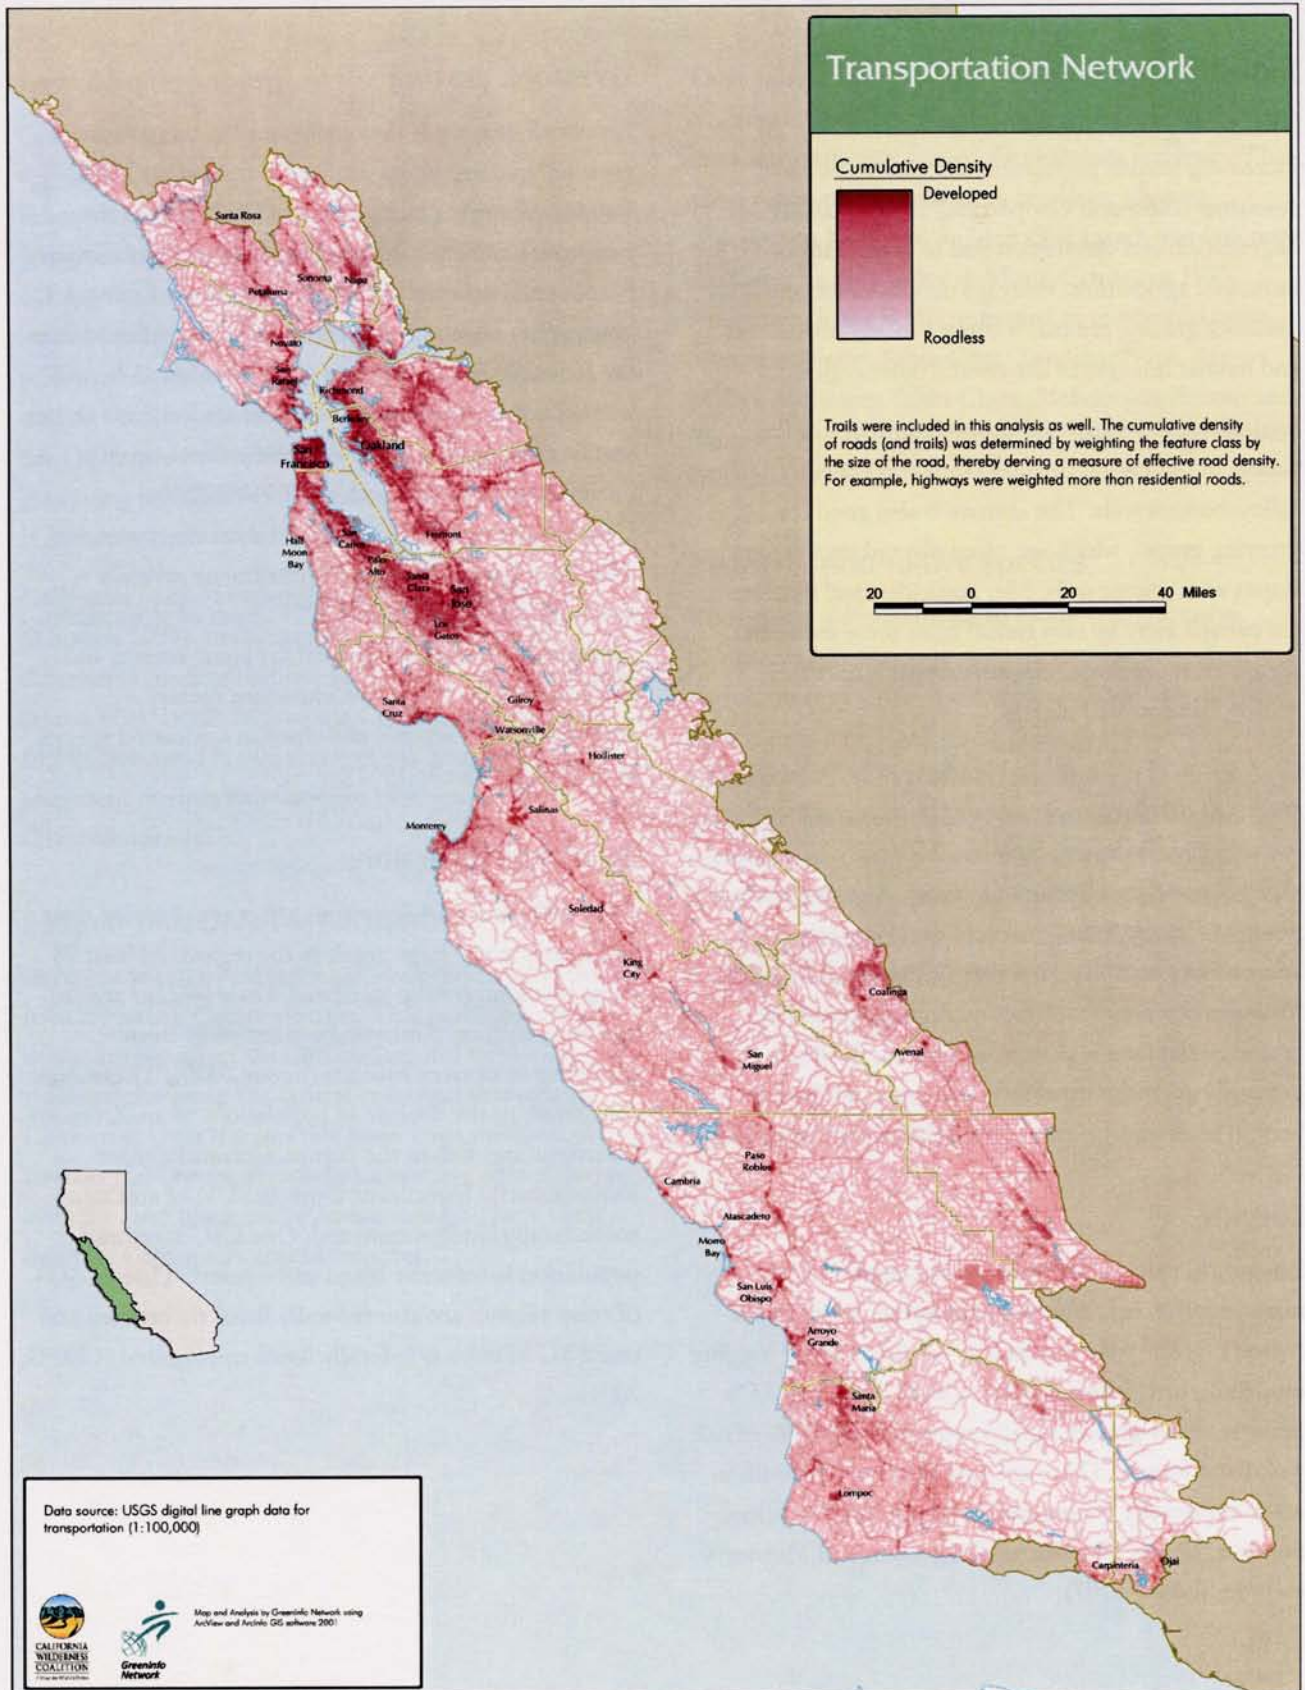 Transportation Network
Cumulative Density
Developed
Roadless
Trails were included in this analysis as well. The cumulative density
of roads (and trails) was determined by weighting the feature class by
the size of the road, thereby derving a measure of effective road density.
For example, highways were weighted more than residential roads.
20 0 20 40 Miles
Santa Rosa
Sonoma
Napa
Petaluma
Novato
San
Rafael
Richmond
Berkeley
Oakland
San
Francisco
Half
Moon
Bay
San
Carlos
Palo
Alto
Fremont
Santa
Clara
San
Jose
Los
Gatos
Santa
Cruz
Gilroy
Watsonville
Hollister
Salinas
Monterey
Soledad
King
City
Coalinga
Avenal
San
Miguel
Paso
Robles
Cambria
Atascadero
Morro
Bay
San Luis
Obispo
Arroyo
Grande
Santa
Maria
Lompoc
Carpinteria
Ojai
Data source: USGS digital line graph data for
transportation (1:100,000)
CALIFORNIA
WILDERNESS
COALITION
GreenInfo
Network
Map and Analysis by GreenInfo Network using
ArcView and ArcInfo GIS software 2001